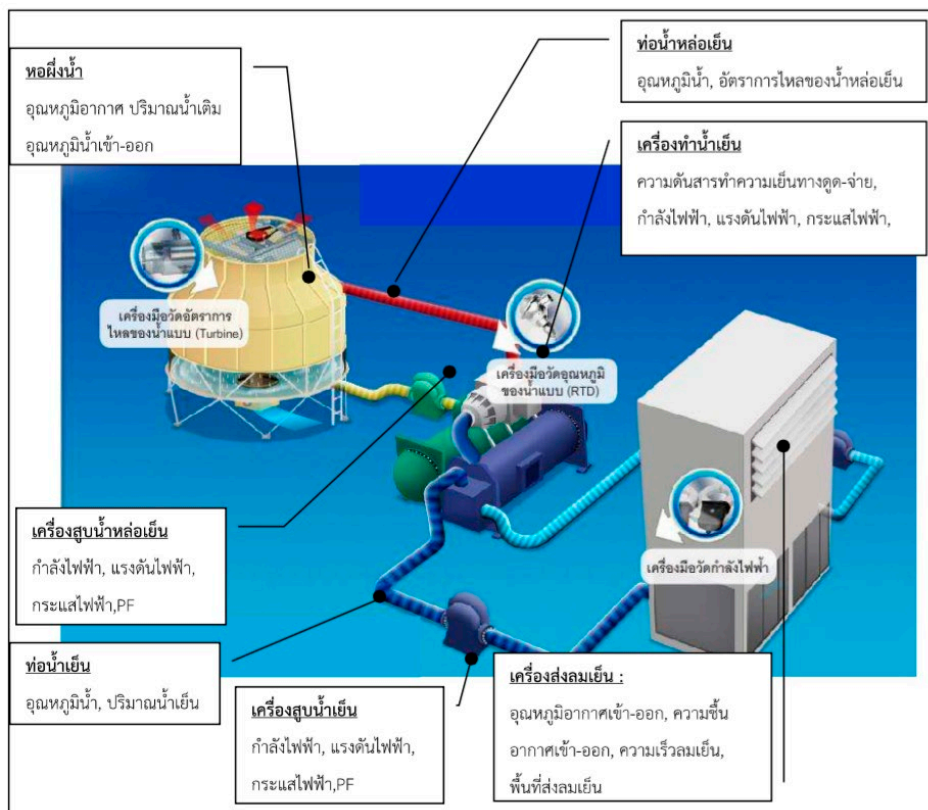 หอผึ่งน้ำ
อุณหภูมิอากาศ ปริมาณน้ำเติม
อุณหภูมิน้ำเข้า-ออก
ท่อน้ำหล่อเย็น
อุณหภูมิน้ำ, อัตราการไหลของน้ำหล่อเย็น
เครื่องทำน้ำเย็น
ความดันสารทำความเย็นทางดูด-จ่าย,
กำลังไฟฟ้า, แรงดันไฟฟ้า, กระแสไฟฟ้า,
เครื่องมือวัดอัตราการ
ไหลของน้ำแบบ (Turbine)
เครื่องมือวัดอุณหภูมิ
ของน้ำแบบ (RTD)
เครื่องมือวัดกำลังไฟฟ้า
เครื่องสูบน้ำหล่อเย็น
กำลังไฟฟ้า, แรงดันไฟฟ้า,
กระแสไฟฟ้า,PF
ท่อน้ำเย็น
อุณหภูมิน้ำ, ปริมาณน้ำเย็น
เครื่องสูบน้ำเย็น
กำลังไฟฟ้า, แรงดันไฟฟ้า,
กระแสไฟฟ้า,PF
เครื่องส่งลมเย็น :
อุณหภูมิอากาศเข้า-ออก, ความชื้น
อากาศเข้า-ออก, ความเร็วลมเย็น,
พื้นที่ส่งลมเย็น